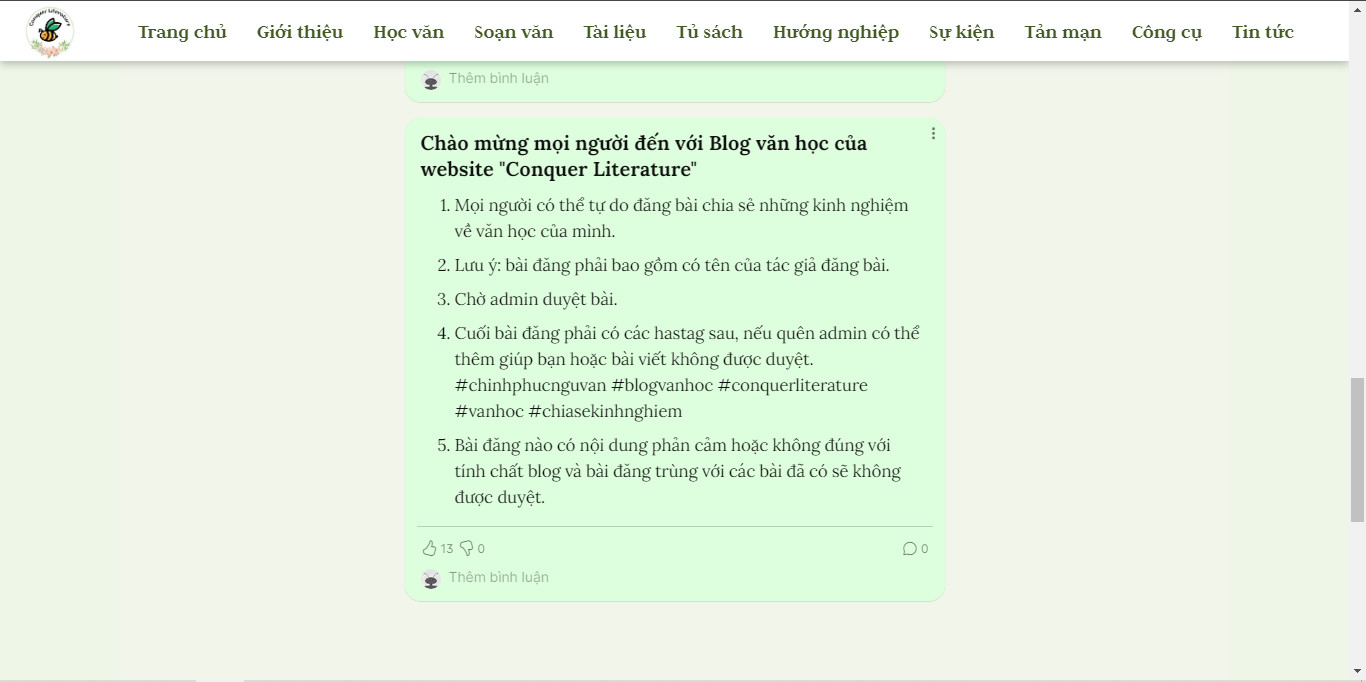 Conquer Literature
Trang chủ Giới thiệu Học văn Soạn văn Tài liệu Tủ sách Hướng nghiệp Sự kiện Tản mạn Công cụ Tin tức
Thêm bình luận
Chào mừng mọi người đến với Blog văn học của
website "Conquer Literature"
1. Mọi người có thể tự do đăng bài chia sẻ những kinh nghiệm
về văn học của mình.
2. Lưu ý: bài đăng phải bao gồm có tên của tác giả đăng bài.
3. Chờ admin duyệt bài.
4. Cuối bài đăng phải có các hastag sau, nếu quên admin có thể
thêm giúp bạn hoặc bài viết không được duyệt.
#chinhphucnguvan #blogvanhoc #conquerliterature
#vanhoc #chiasekinhnghiem
5. Bài đăng nào có nội dung phản cảm hoặc không đúng với
tính chất blog và bài đăng trùng với các bài đã có sẽ không
được duyệt.
13 0 0
Thêm bình luận